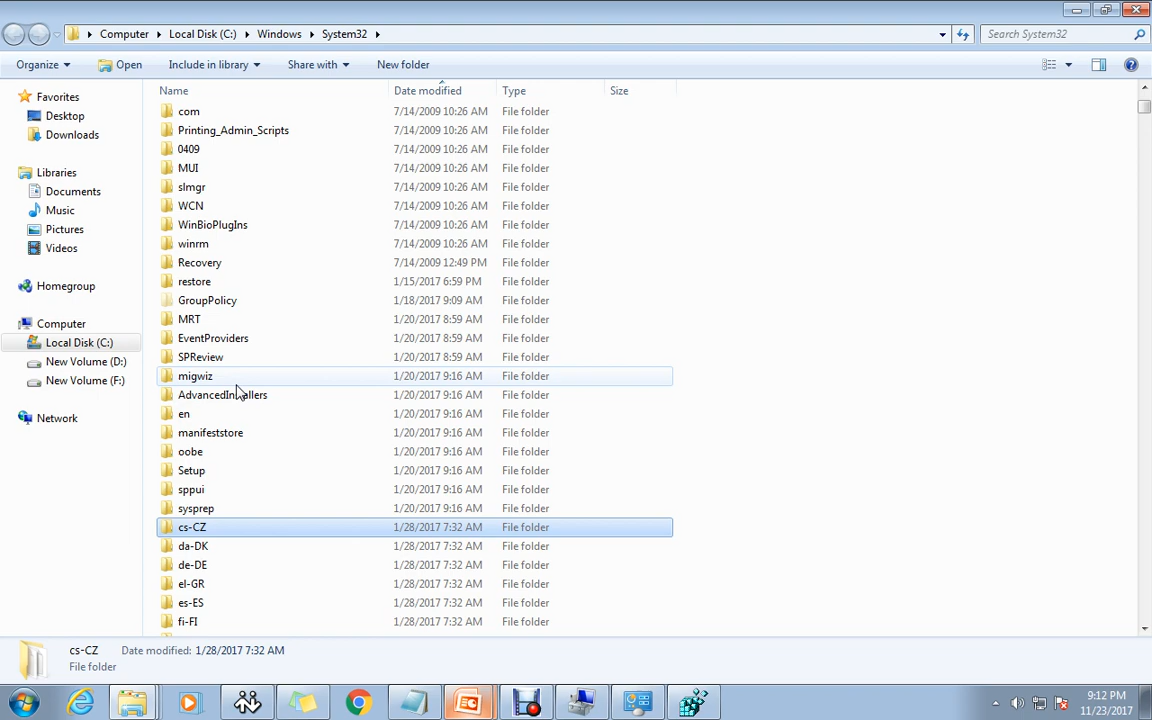 Computer Local Disk (C:) Windows System32 Search System32
Organize Open Include in library Share with New folder
Name Date modified Type Size
Favorites
Desktop
Downloads
Libraries
Documents
Music
Pictures
Videos
Homegroup
Computer
Local Disk (C:)
New Volume (D:)
New Volume (F:)
Network
com 7/14/2009 10:26 AM File folder
Printing_Admin_Scripts 7/14/2009 10:26 AM File folder
0409 7/14/2009 10:26 AM File folder
MUI 7/14/2009 10:26 AM File folder
slmgr 7/14/2009 10:26 AM File folder
WCN 7/14/2009 10:26 AM File folder
WinBioPlugIns 7/14/2009 10:26 AM File folder
winrm 7/14/2009 10:26 AM File folder
Recovery 7/14/2009 12:49 PM File folder
restore 1/15/2017 6:59 PM File folder
GroupPolicy 1/18/2017 9:09 AM File folder
MRT 1/20/2017 8:59 AM File folder
EventProviders 1/20/2017 8:59 AM File folder
SPReview 1/20/2017 8:59 AM File folder
migwiz 1/20/2017 9:16 AM File folder
AdvancedInstallers 1/20/2017 9:16 AM File folder
en 1/20/2017 9:16 AM File folder
manifeststore 1/20/2017 9:16 AM File folder
oobe 1/20/2017 9:16 AM File folder
Setup 1/20/2017 9:16 AM File folder
sppui 1/20/2017 9:16 AM File folder
sysprep 1/20/2017 9:16 AM File folder
cs-CZ 1/28/2017 7:32 AM File folder
da-DK 1/28/2017 7:32 AM File folder
de-DE 1/28/2017 7:32 AM File folder
el-GR 1/28/2017 7:32 AM File folder
es-ES 1/28/2017 7:32 AM File folder
fi-FI 1/28/2017 7:32 AM File folder
cs-CZ Date modified: 1/28/2017 7:32 AM
File folder
9:12 PM
11/23/2017